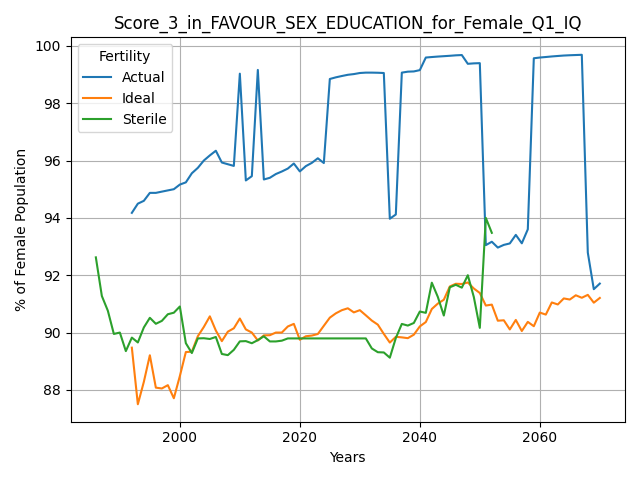 Score_3_in_FAVOUR_SEX_EDUCATION_for_Female_Q1_IQ
Fertility
Actual
Ideal
Sterile
% of Female Population
100
98
96
94
92
90
88
2000 2020 2040 2060
Years